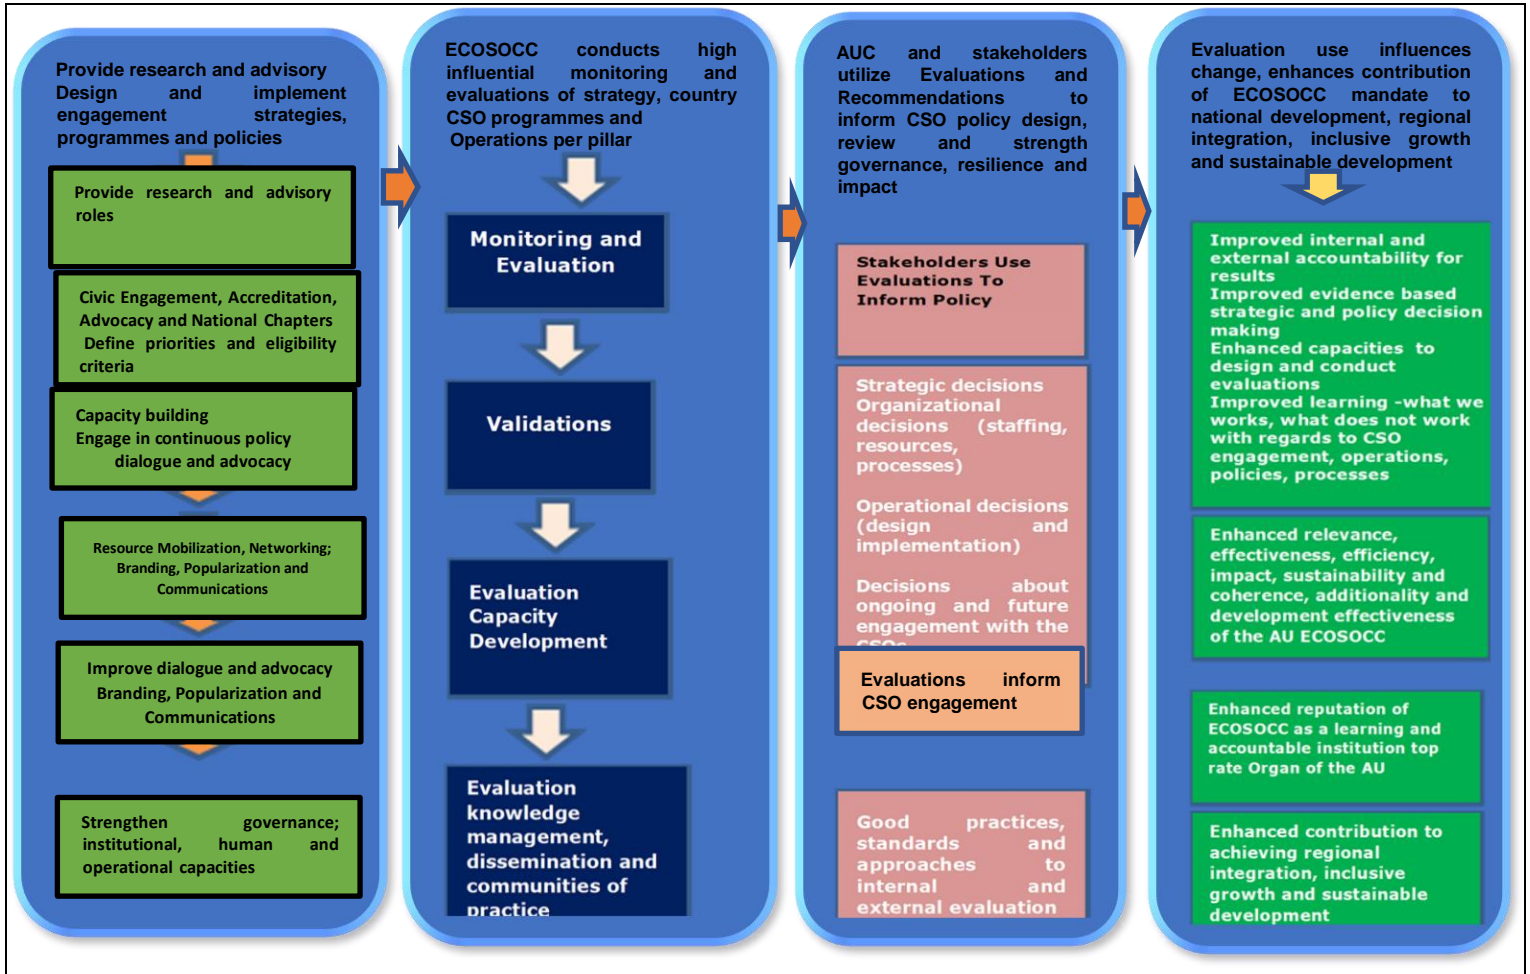 Provide research and advisory
Design and implement
engagement strategies,
programmes and policies
Provide research and advisory
roles
Civic Engagement, Accreditation,
Advocacy and National Chapters
Define priorities and eligibility
criteria
Capacity building
Engage in continuous policy
dialogue and advocacy
Resource Mobilization, Networking;
Branding, Popularization and
Communications
Improve dialogue and advocacy
Branding, Popularization and
Communications
Strengthen governance;
institutional, human and
operational capacities
ECOSOCC conducts high
influential monitoring and
evaluations of strategy, country
CSO programmes and
Operations per pillar
Monitoring and
Evaluation
Validations
Evaluation
Capacity
Development
Evaluation
knowledge
management,
dissemination and
communities of
practice
AUC and stakeholders
utilize Evaluations and
Recommendations to
inform CSO policy design,
review and strength
governance, resilience and
impact
Stakeholders Use
Evaluations To
Inform Policy
Strategic decisions
Organizational
decisions (staffing,
resources,
processes)
Operational decisions
(design and
implementation)
Decisions about
ongoing and future
engagement with the
CSOs
Evaluations inform
CSO engagement
Good practices,
standards and
approaches to
internal and
external evaluation
Evaluation use influences
change, enhances contribution
of ECOSOCC mandate to
national development, regional
integration, inclusive growth
and sustainable development
Improved internal and
external accountability for
results
Improved evidence based
strategic and policy decision
making
Enhanced capacities to
design and conduct
evaluations
Improved learning -what we
works, what does not work
with regards to CSO
engagement, operations,
policies, processes
Enhanced relevance,
effectiveness, efficiency,
impact, sustainability and
coherence, additionality and
development effectiveness
of the AU ECOSOCC
Enhanced reputation of
ECOSOCC as a learning and
accountable institution top
rate Organ of the AU
Enhanced contribution to
achieving regional
integration, inclusive
growth and sustainable
development